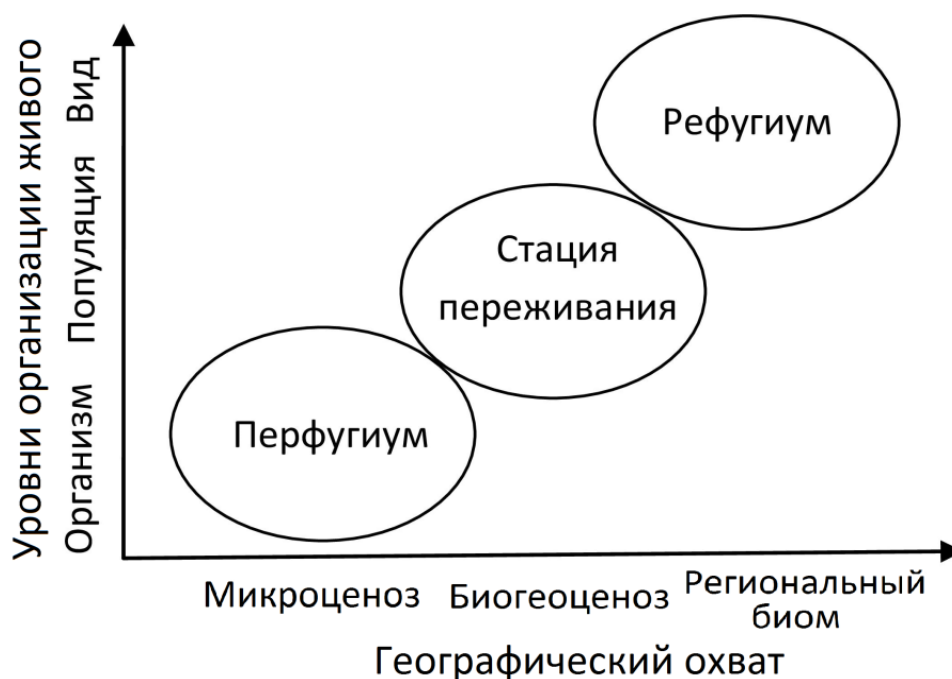 Уровни организации живого
Вид
Популяция
Организм
Рефугиум
Стация
переживания
Перфугиум
Микроценоз
Биогеоценоз
Региональный
биом
Географический охват